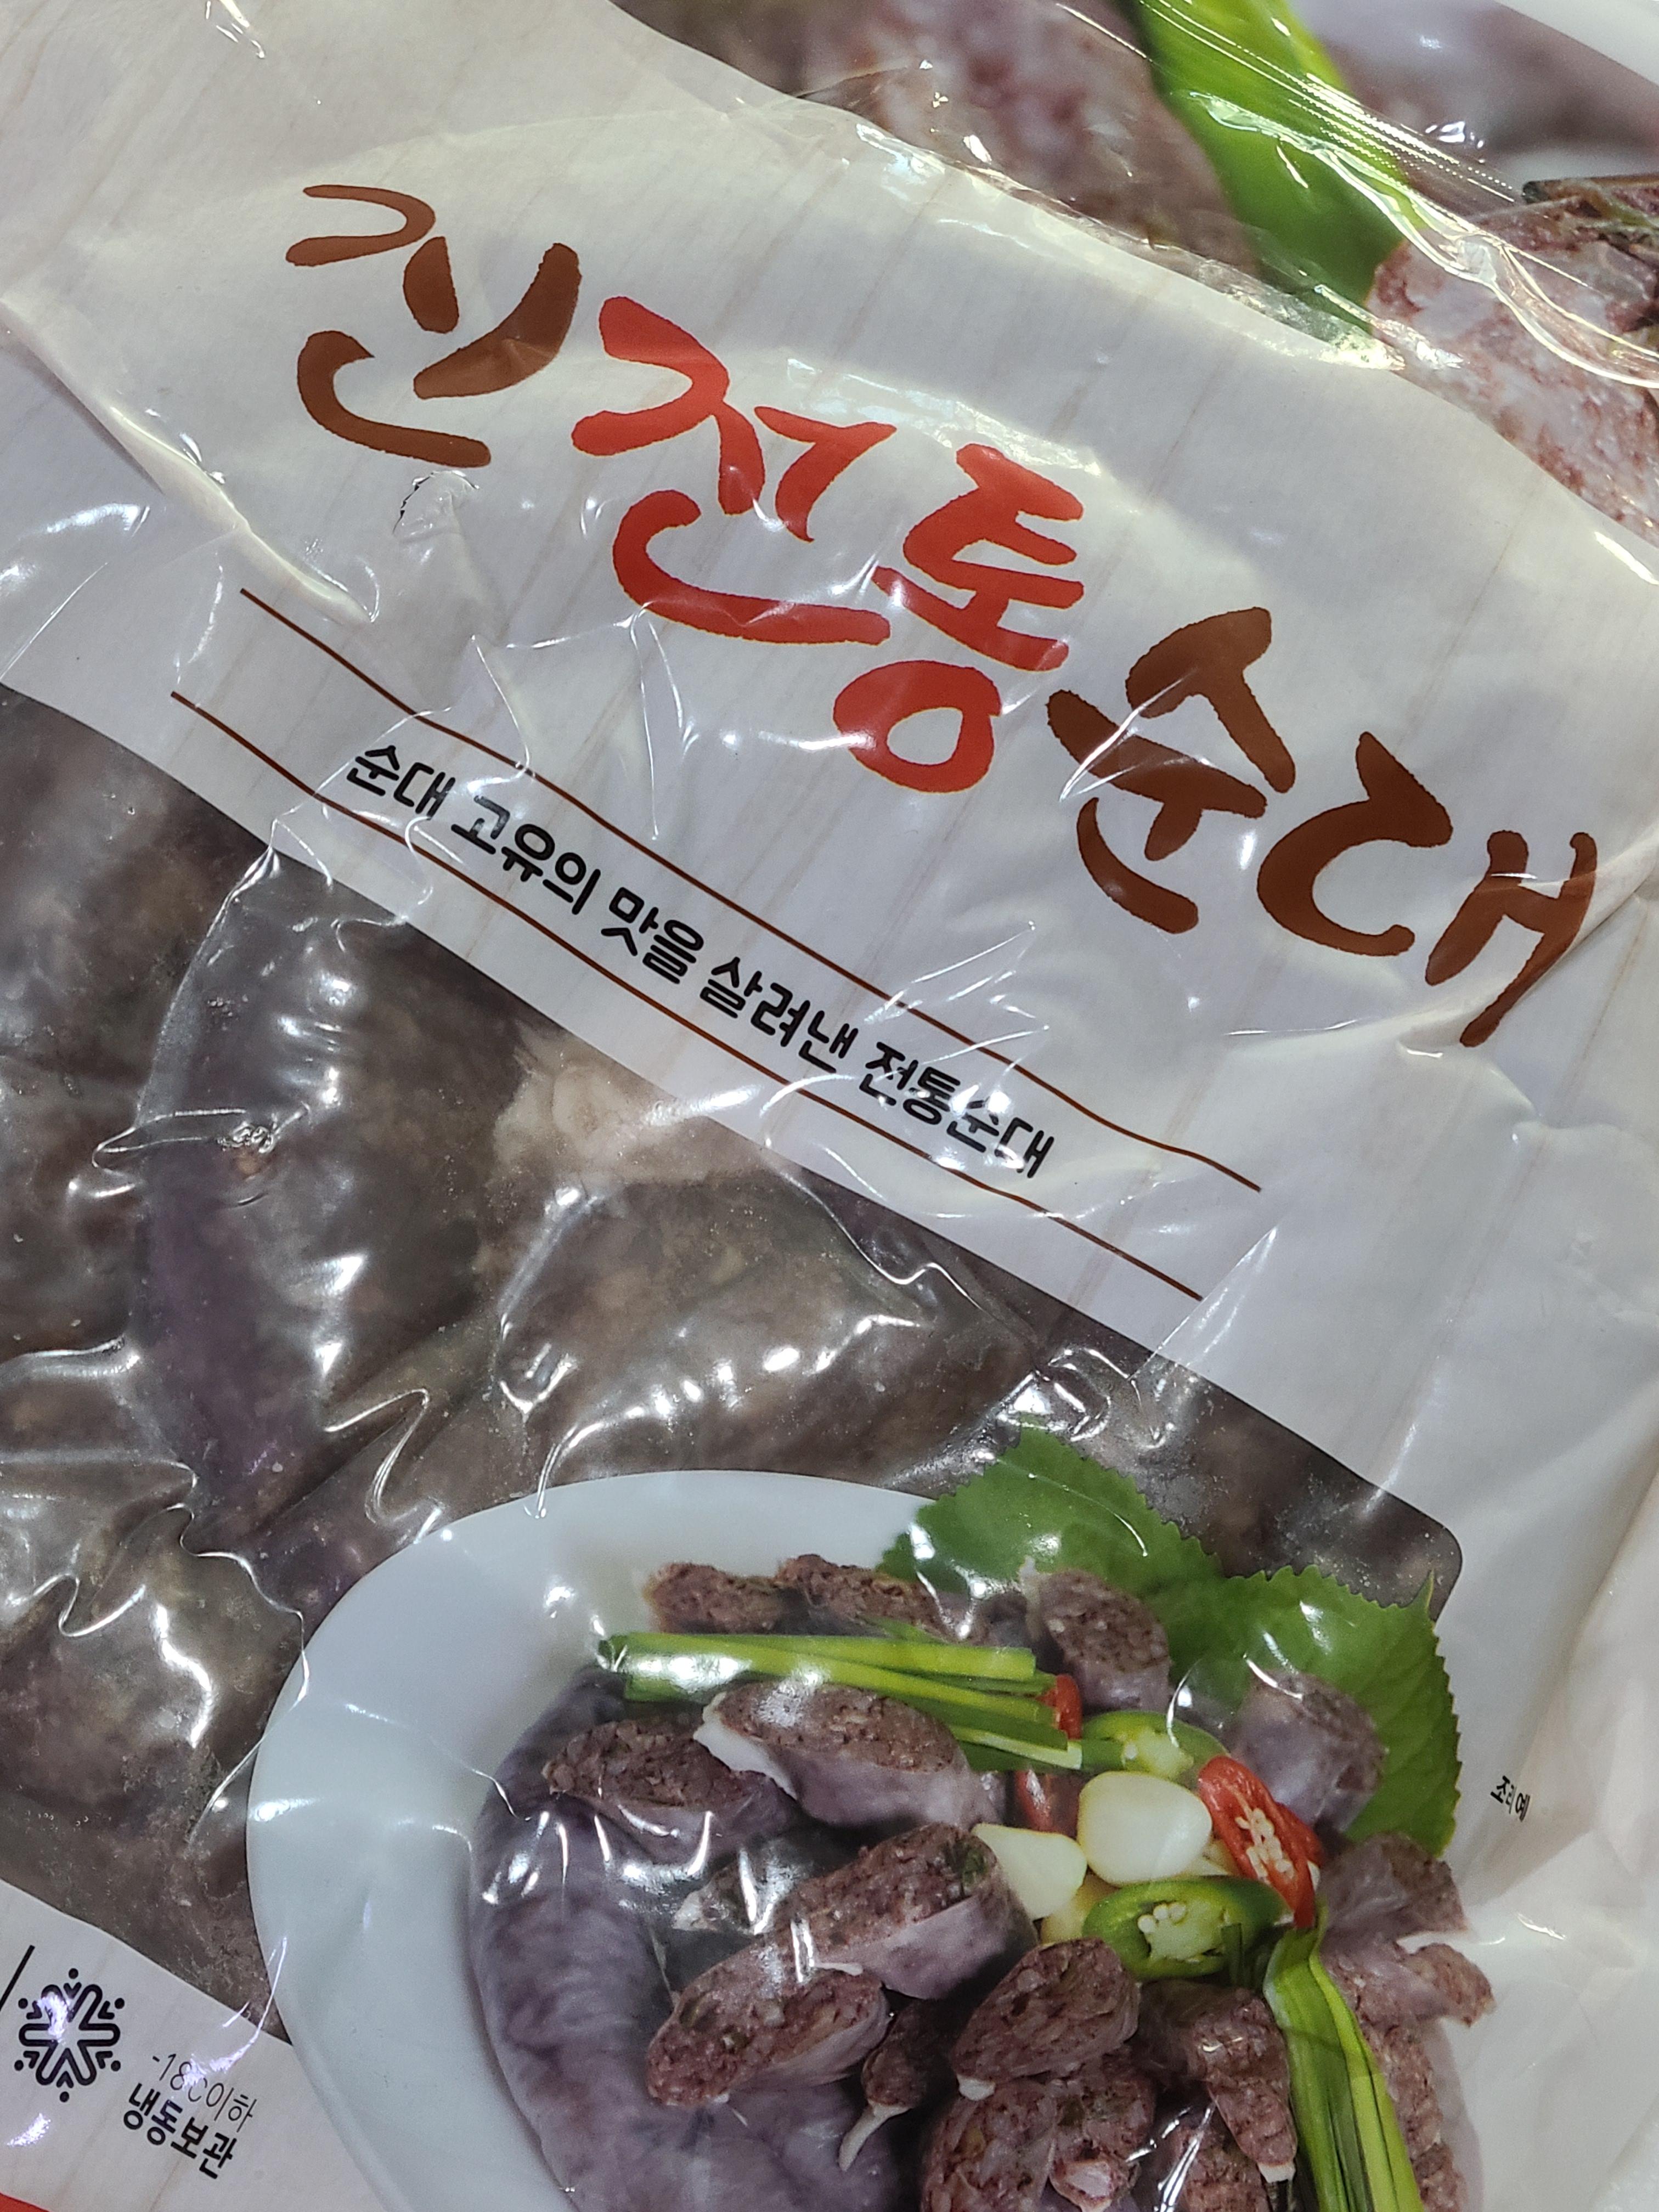 진전통순대
순대 고유의 맛을 살려낸 전통순대
조리예
-18℃이하
냉동보관